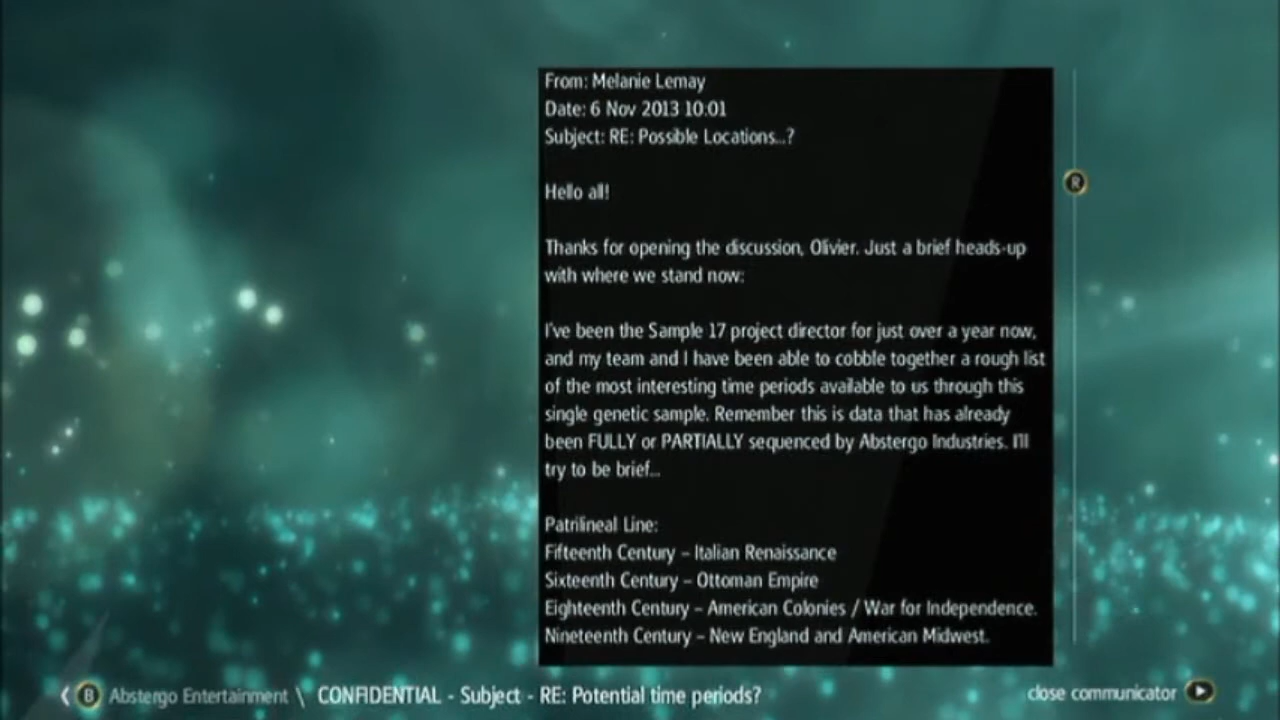 From: Melanie Lemay
Date: 6 Nov 2013 10:01
Subject: RE: Possible Locations...?
Hello all!
Thanks for opening the discussion, Olivier. Just a brief heads-up
with where we stand now:
I've been the Sample 17 project director for just over a year now,
and my team and I have been able to cobble together a rough list
of the most interesting time periods available to us through this
single genetic sample. Remember this is data that has already
been FULLY or PARTIALLY sequenced by Abstergo Industries. I'll
try to be brief...
Patrilineal Line:
Fifteenth Century – Italian Renaissance
Sixteenth Century – Ottoman Empire
Eighteenth Century – American Colonies / War for Independence.
Nineteenth Century – New England and American Midwest.
R
B Abstergo Entertainment \ CONFIDENTIAL - Subject - RE: Potential time periods?
close communicator